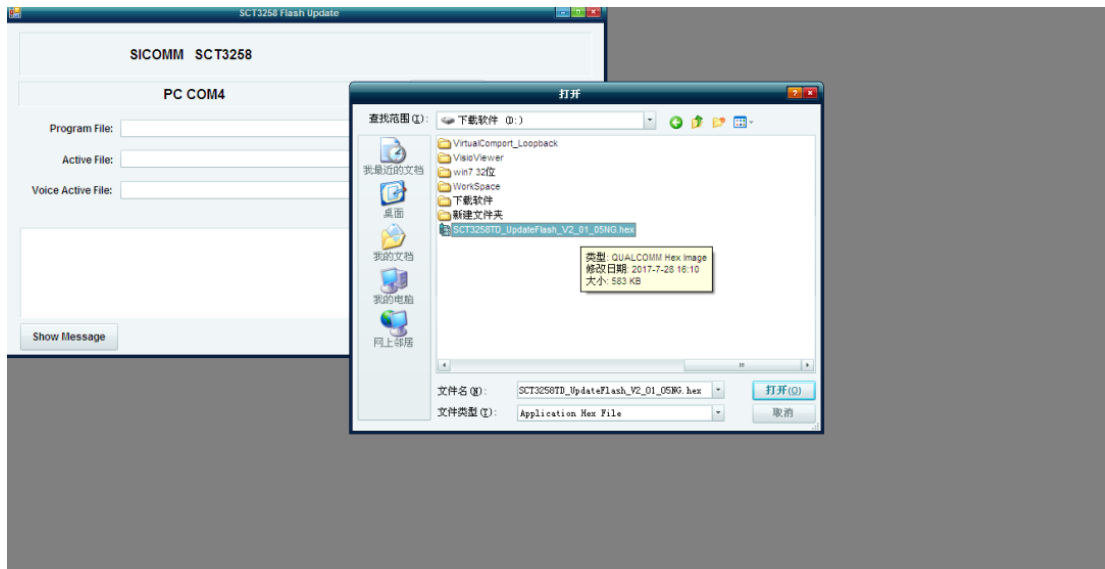 SCT3258 Flash Update
SICOMM SCT3258
PC COM4
Program File:
Active File:
Voice Active File:
Show Message
打开
查找范围(I):
下载软件 (D:)
我最近的文档
桌面
我的文档
我的电脑
网上邻居
VirtualComport_Loopback
VisioViewer
win7 32位
WorkSpace
下载软件
新建文件夹
SCT3258TD_UpdateFlash_V2_01_05NG.hex
类型: QUALCOMM Hex Image
修改日期: 2017-7-28 16:10
大小: 583 KB
文件名(N):
SCT3258TD_UpdateFlash_V2_01_05NG.hex
打开(O)
文件类型(T):
Application Hex File
取消